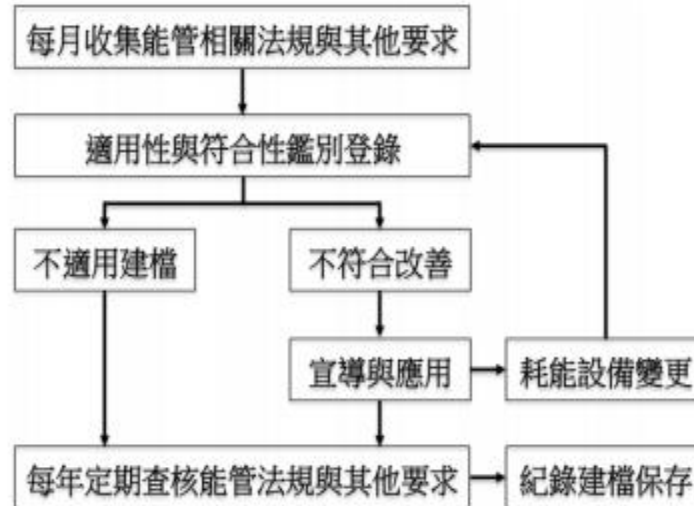 每月收集能管相關法規與其他要求
適用性與符合性鑑別登錄
不適用建檔
不符合改善
宣導與應用
耗能設備變更
每年定期查核能管法規與其他要求
紀錄建檔保存